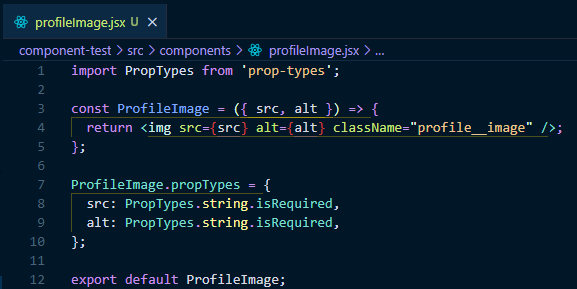 profileImage.jsx U ×
component-test > src > components > profileImage.jsx > ...
1 import PropTypes from 'prop-types';
2
3 const ProfileImage = ({ src, alt }) => {
4   return <img src={src} alt={alt} className="profile__image" />;
5 };
6
7 ProfileImage.propTypes = {
8   src: PropTypes.string.isRequired,
9   alt: PropTypes.string.isRequired,
10 };
11
12 export default ProfileImage;